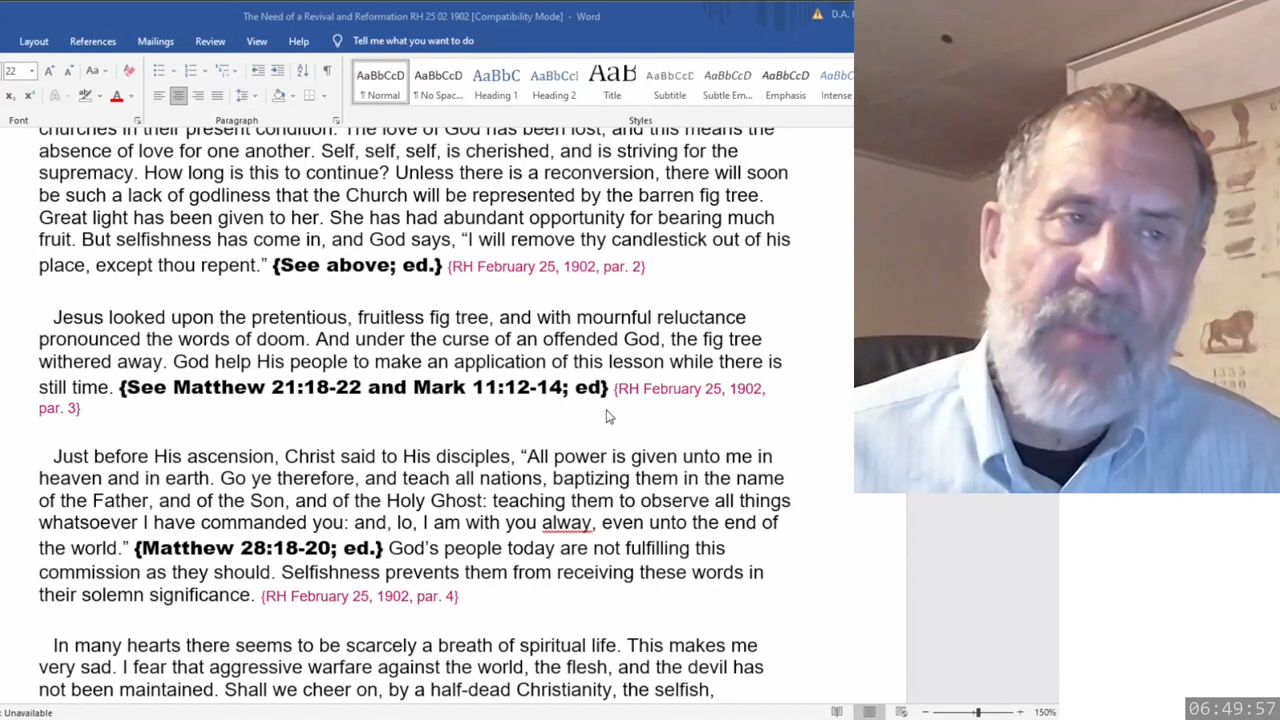 The Need of a Revival and Reformation RH 25 02 1902 [Compatibility Mode] - Word
D.A.
Layout References Mailings Review View Help Tell me what you want to do
22
AaBbCcD AaBbCcD AaBbC AaBbCc AaB AaBbCcD AaBbCcD AaBbCcD AaBbC
¶ Normal ¶ No Spac... Heading 1 Heading 2 Title Subtitle Subtle Em... Emphasis Intense
Font Paragraph Styles
churches in their present condition. The love of God has been lost, and this means the
absence of love for one another. Self, self, self, is cherished, and is striving for the
supremacy. How long is this to continue? Unless there is a reconversion, there will soon
be such a lack of godliness that the Church will be represented by the barren fig tree.
Great light has been given to her. She has had abundant opportunity for bearing much
fruit. But selfishness has come in, and God says, “I will remove thy candlestick out of his
place, except thou repent.” {See above; ed.} {RH February 25, 1902, par. 2}
Jesus looked upon the pretentious, fruitless fig tree, and with mournful reluctance
pronounced the words of doom. And under the curse of an offended God, the fig tree
withered away. God help His people to make an application of this lesson while there is
still time. {See Matthew 21:18-22 and Mark 11:12-14; ed} {RH February 25, 1902,
par. 3}
Just before His ascension, Christ said to His disciples, “All power is given unto me in
heaven and in earth. Go ye therefore, and teach all nations, baptizing them in the name
of the Father, and of the Son, and of the Holy Ghost: teaching them to observe all things
whatsoever I have commanded you: and, lo, I am with you alway, even unto the end of
the world.” {Matthew 28:18-20; ed.} God’s people today are not fulfilling this
commission as they should. Selfishness prevents them from receiving these words in
their solemn significance. {RH February 25, 1902, par. 4}
In many hearts there seems to be scarcely a breath of spiritual life. This makes me
very sad. I fear that aggressive warfare against the world, the flesh, and the devil has
not been maintained. Shall we cheer on, by a half-dead Christianity, the selfish,
: Unavailable
150%
06:49:57